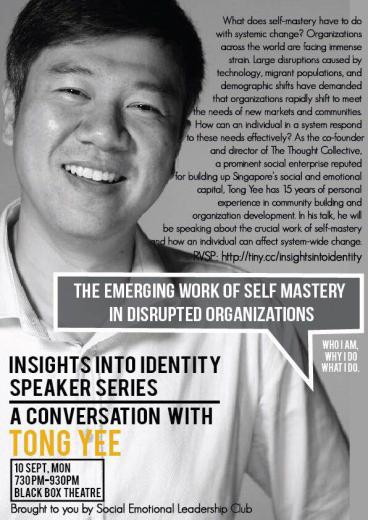 What does self-mastery have to do
with systemic change? Organizations
across the world are facing immense
strain. Large disruptions caused by
technology, migrant populations, and
demographic shifts have demanded
that organizations rapidly shift to meet
the needs of new markets and communities.
How can an individual in a system respond
to these needs effectively? As the co-founder
and director of The Thought Collective,
a prominent social enterprise reputed
for building up Singapore's social and emotional
capital, Tong Yee has 15 years of personal
experience in community building and
organization development. In his talk, he will
be speaking about the crucial work of self-mastery
and how an individual can affect system-wide change.
RVSP: http://tiny.cc/insightsintoidentity
THE EMERGING WORK OF SELF MASTERY
IN DISRUPTED ORGANIZATIONS
WHO I AM,
WHY I DO
WHAT I DO.
INSIGHTS INTO IDENTITY
SPEAKER SERIES
A CONVERSATION WITH
TONG YEE
10 SEPT, MON
730PM-930PM
BLACK BOX THEATRE
Brought to you by Social Emotional Leadership Club